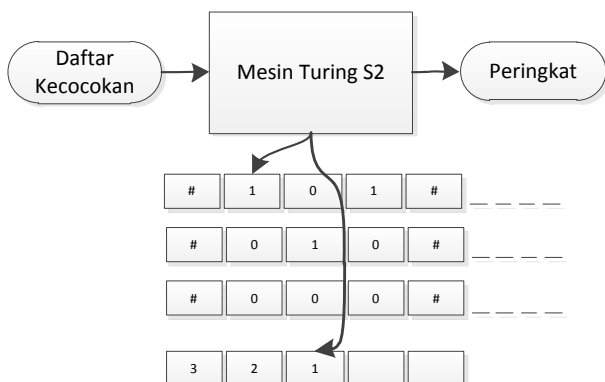 Daftar
Kecocokan
Mesin Turing S2
Peringkat
# 1 0 1 #
# 0 1 0 #
# 0 0 0 #
3 2 1